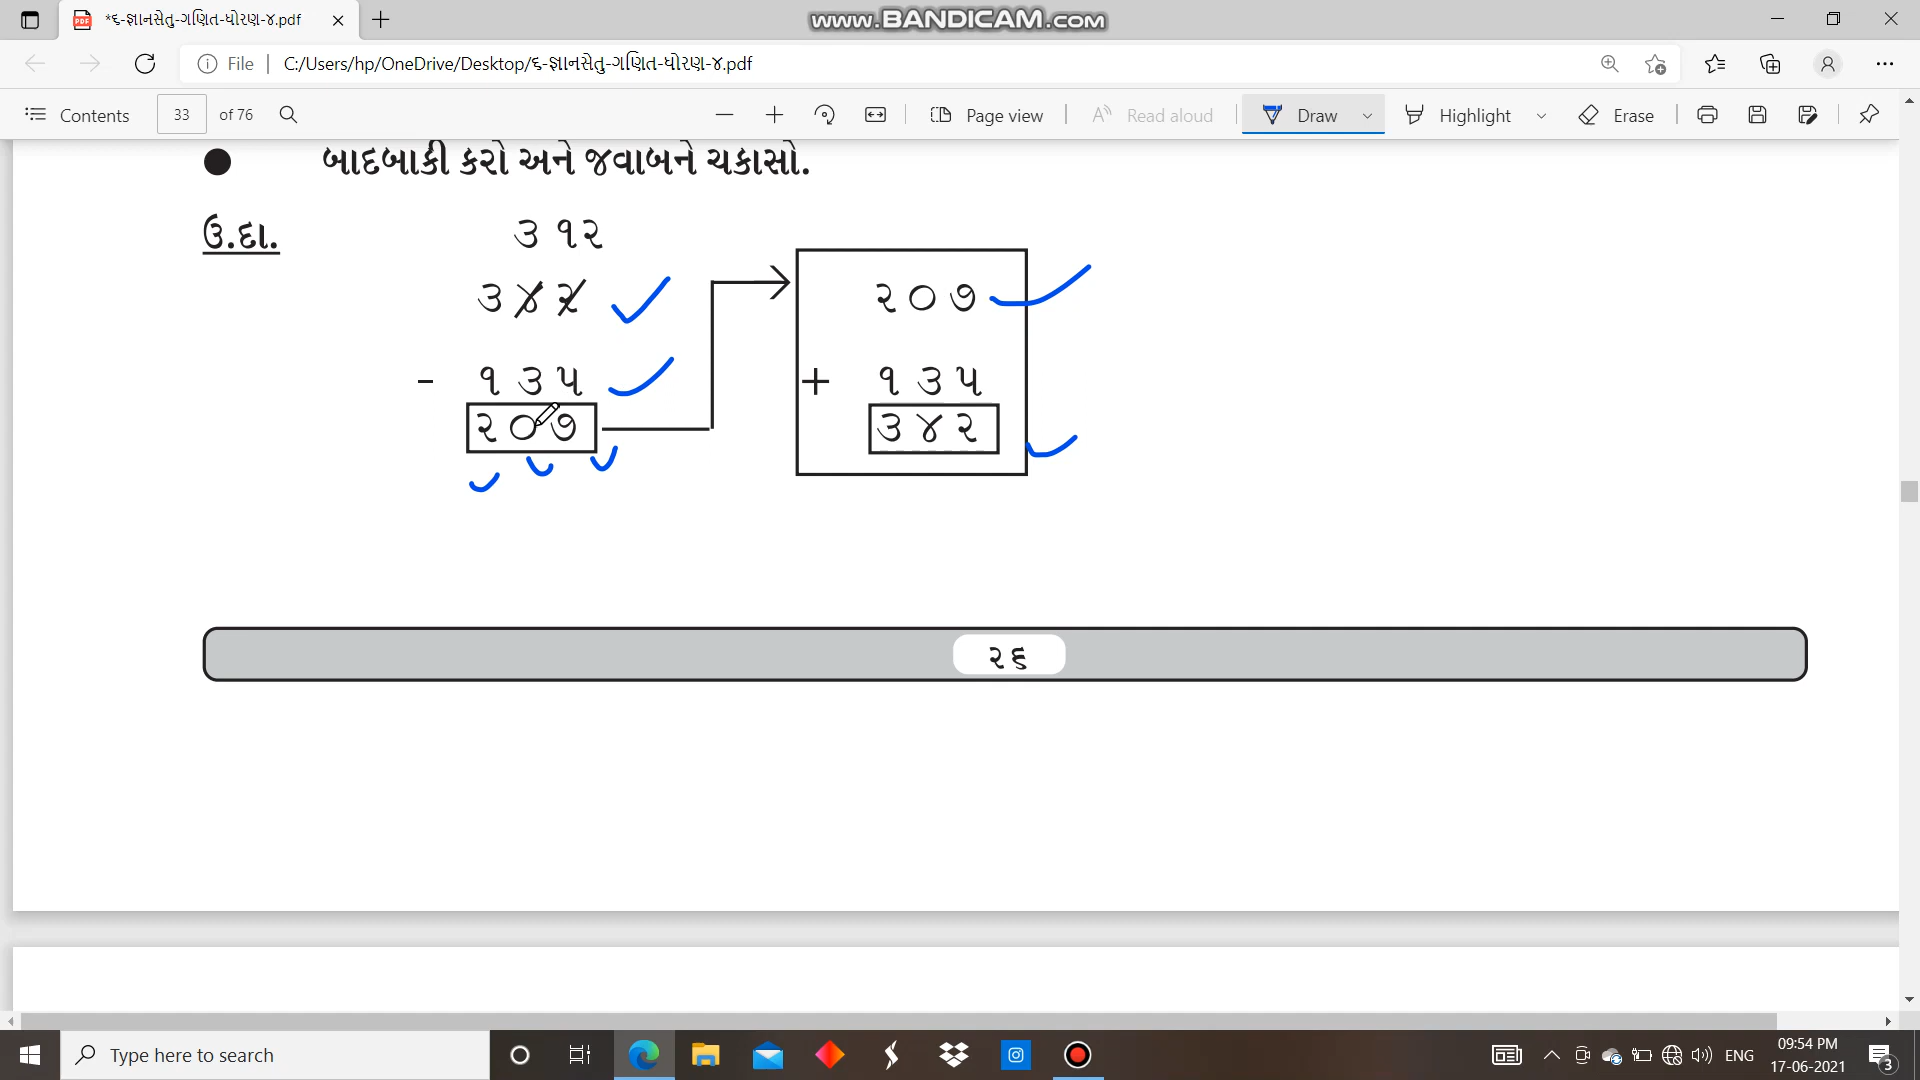 *૬-જ્ઞાનસેતુ-ગણિત-ધોરણ-૪.pdf
www.BANDICAM.com
File C:/Users/hp/OneDrive/Desktop/૬-જ્ઞાનસેતુ-ગણિત-ધોરણ-૪.pdf
Contents 33 of 76 Page view Read aloud Draw Highlight Erase
બાદબાકી કરો અને જવાબને ચકાસો.
ઉ.દા.
૩ ૧૨
૩ ૪ ૨
- ૧ ૩ ૫
૨ ૦ ૭
૨ ૦ ૭
+ ૧ ૩ ૫
૩ ૪ ૨
૨૬
Type here to search
ENG
09:54 PM
17-06-2021
3